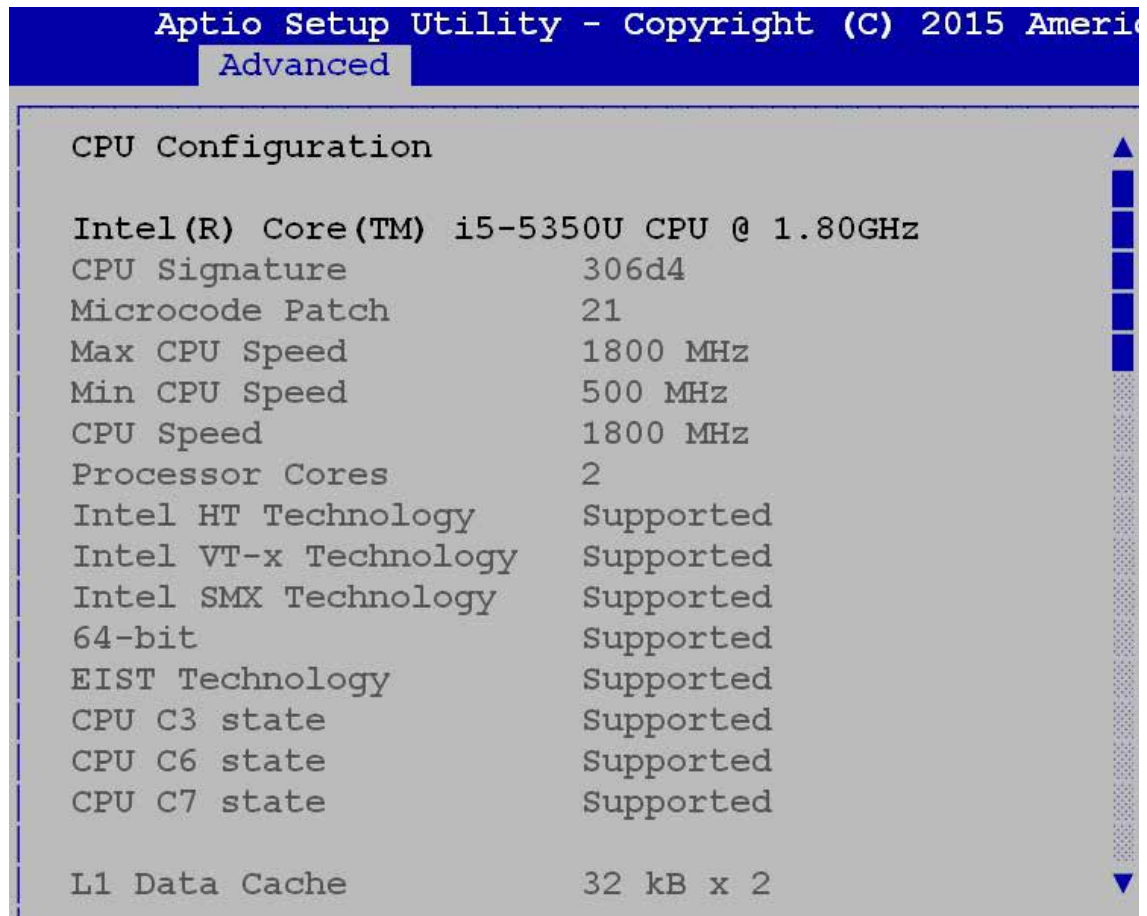 Aptio Setup Utility - Copyright (C) 2015
Advanced
CPU Configuration
Intel(R) Core(TM) i5-5350U CPU @ 1.80GHz
CPU Signature 306d4
Microcode Patch 21
Max CPU Speed 1800 MHz
Min CPU Speed 500 MHz
CPU Speed 1800 MHz
Processor Cores 2
Intel HT Technology Supported
Intel VT-x Technology Supported
Intel SMX Technology Supported
64-bit Supported
EIST Technology Supported
CPU C3 state Supported
CPU C6 state Supported
CPU C7 state Supported
L1 Data Cache 32 kB x 2